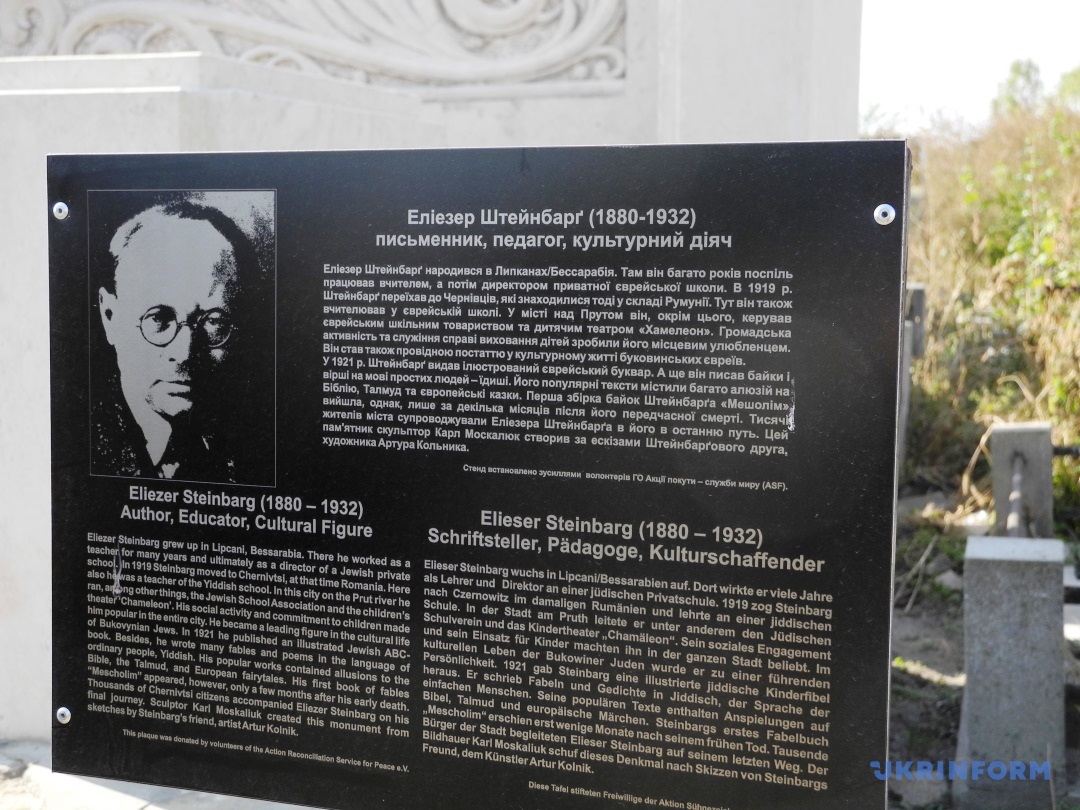 Еліезер Штейнбарґ (1880-1932)
письменник, педагог, культурний діяч
Еліезер Штейнбарґ народився в Липканах/Бессарабія. Там він багато років поспіль
працював вчителем, а потім директором приватної єврейської школи. В 1919 р.
Штейнбарґ переїхав до Чернівців, які знаходилися тоді у складі Румунії. Тут він також
вчителював у єврейській школі. У місті над Прутом він, окрім цього, керував
єврейським шкільним товариством та дитячим театром «Хамелеон». Громадська
активність та служіння справі виховання дітей зробили його місцевим улюбленцем.
Він став також провідною постаттю у культурному житті буковинських євреїв.
У 1921 р. Штейнбарґ видав ілюстрований єврейський буквар. А ще він писав байки і
вірші на мові простих людей – їдиші. Його популярні тексти містили багато алюзій на
Біблію, Талмуд та європейські казки. Перша збірка байок Штейнбарґа «Мешолім»
вийшла, однак, лише за декілька місяців після його передчасної смерті. Тисячі
жителів міста супроводжували Еліезера Штейнбарґа в його в останню путь. Цей
пам'ятник скульптор Карл Москалюк створив за ескізами Штейнбарґового друга,
художника Артура Кольника.
Стенд встановлено зусиллями волонтерів ГО Акції покути – служби миру (ASF).
Eliezer Steinbarg (1880 – 1932)
Author, Educator, Cultural Figure
Eliezer Steinbarg grew up in Lipcani, Bessarabia. There he worked as a
teacher for many years and ultimately as a director of a Jewish private
school. In 1919 Steinbarg moved to Chernivtsi, at that time Romania. Here
also he was a teacher of the Yiddish school. In this city on the Prut river he
ran, among other things, the Jewish School Association and the children's
theater 'Chameleon'. His social activity and commitment to children made
him popular in the entire city. He became a leading figure in the cultural life
of Bukovynian Jews. In 1921 he published an illustrated Jewish ABC-
book. Besides, he wrote many fables and poems in the language of
ordinary people, Yiddish. His popular works contained allusions to the
Bible, the Talmud, and European fairytales. His first book of fables
"Mescholim" appeared, however, only a few months after his early death.
Thousands of Chernivtsi citizens accompanied Eliezer Steinbarg on his
final journey. Sculptor Karl Moskaliuk created this monument from
sketches by Steinbarg's friend, artist Artur Kolnik.
This plaque was donated by volunteers of the Action Reconciliation Service for Peace e.V.
Elieser Steinbarg (1880 – 1932)
Schriftsteller, Pädagoge, Kulturschaffender
Elieser Steinbarg wuchs in Lipcani/Bessarabien auf. Dort wirkte er viele Jahre
als Lehrer und Direktor an einer jüdischen Privatschule. 1919 zog Steinbarg
nach Czernowitz im damaligen Rumänien und lehrte an einer jiddischen
Schule. In der Stadt am Pruth leitete er unter anderem den Jüdischen
Schulverein und das Kindertheater „Chamäleon“. Sein soziales Engagement
und sein Einsatz für Kinder machten ihn in der ganzen Stadt beliebt. Im
kulturellen Leben der Bukowiner Juden wurde er zu einer führenden
Persönlichkeit. 1921 gab Steinbarg eine illustrierte jiddische Kinderfibel
heraus. Er schrieb Fabeln und Gedichte in Jiddisch, der Sprache der
einfachen Menschen. Seine populären Texte enthalten Anspielungen auf
Bibel, Talmud und europäische Märchen. Steinbargs erstes Fabelbuch
„Mescholim“ erschien erst wenige Monate nach seinem frühen Tod. Tausende
Bürger der Stadt begleiteten Elieser Steinbarg auf seinem letzten Weg. Der
Bildhauer Karl Moskaliuk schuf dieses Denkmal nach Skizzen von Steinbargs
Freund, dem Künstler Artur Kolnik.
Diese Tafel stifteten Freiwillige der Aktion
UKRINFORM